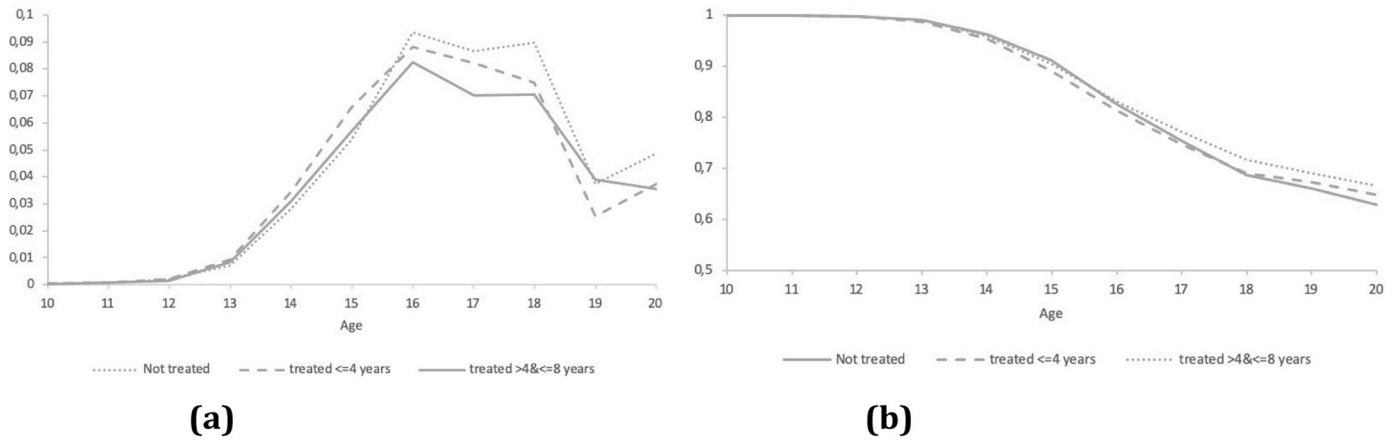 0,1
0,09
0,08
0,07
0,06
0,05
0,04
0,03
0,02
0,01
0
10 11 12 13 14 15 16 17 18 19 20
Age
Not treated treated <=4 years treated >4&<=8 years
(a)
1
0,9
0,8
0,7
0,6
0,5
10 11 12 13 14 15 16 17 18 19 20
Age
Not treated treated <=4 years treated >4&<=8 years
(b)